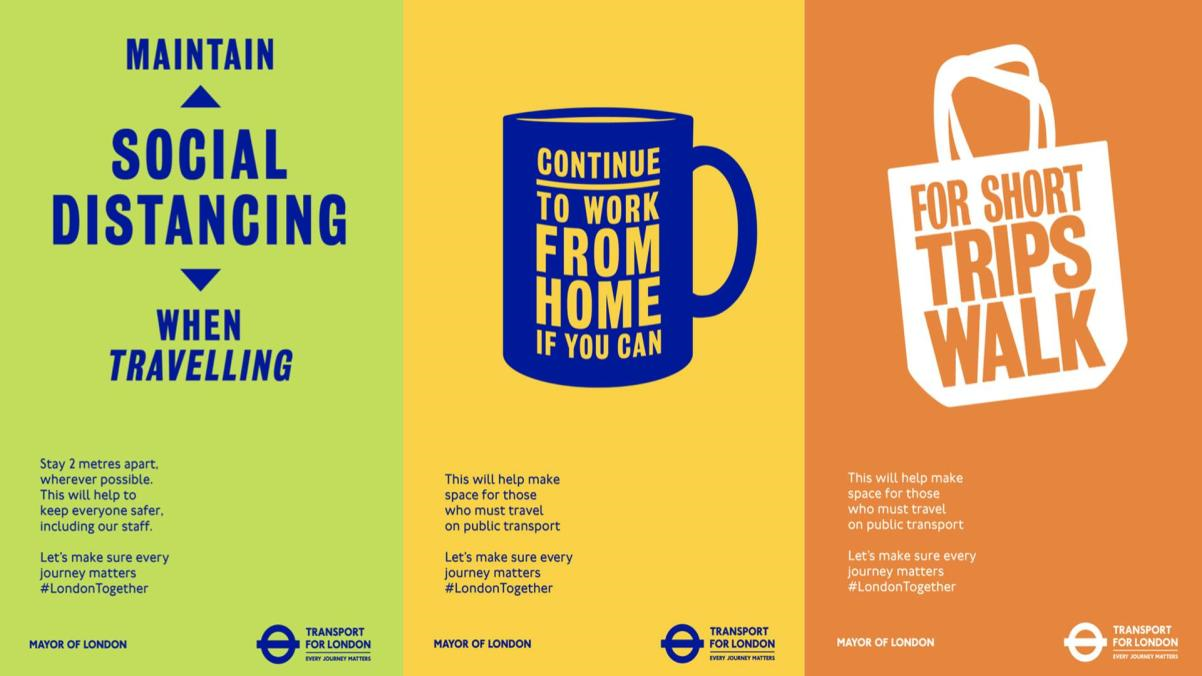 MAINTAIN
SOCIAL
DISTANCING
WHEN
TRAVELLING
Stay 2 metres apart,
wherever possible.
This will help to
keep everyone safer,
including our staff.
Let's make sure every
journey matters
#LondonTogether
MAYOR OF LONDON
TRANSPORT
FOR LONDON
EVERY JOURNEY MATTERS
CONTINUE
TO WORK
FROM
HOME
IF YOU CAN
This will help make
space for those
who must travel
on public transport
Let's make sure every
journey matters
#LondonTogether
MAYOR OF LONDON
TRANSPORT
FOR LONDON
EVERY JOURNEY MATTERS
FOR SHORT
TRIPS
WALK
This will help make
space for those
who must travel
on public transport
Let's make sure every
journey matters
#LondonTogether
MAYOR OF LONDON
TRANSPORT
FOR LONDON
EVERY JOURNEY MATTERS